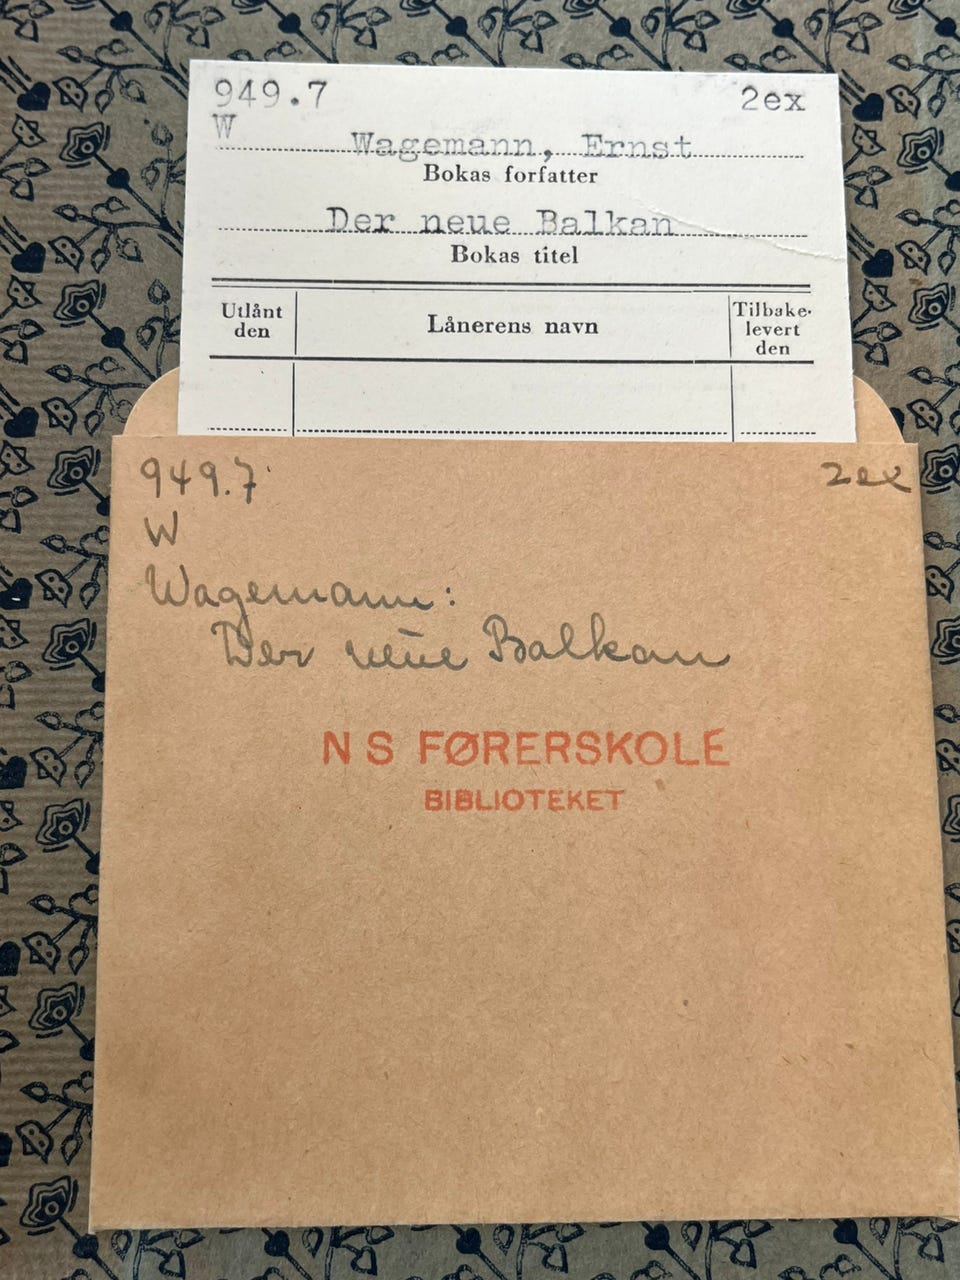 949.7 2ex
W
Wagemann, Ernst
Bokas forfatter
Der neue Balkan
Bokas titel
Utlånt den
Lånerens navn
Tilbake-
levert
den
949.7 2ex
W
Wagemann:
Der neue Balkan
N S FØRERSKOLE
BIBLIOTEKET